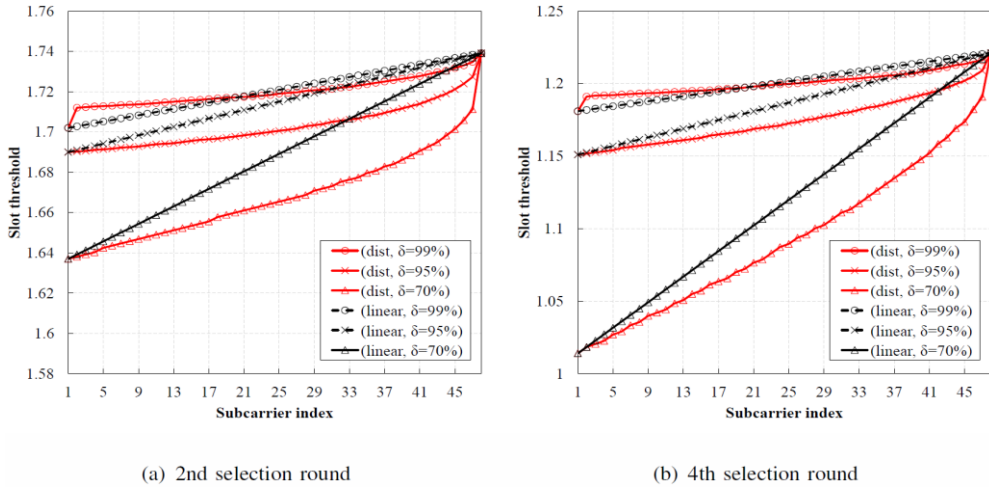 1.76
1.74
1.72
1.7
1.68
1.66
1.64
1.62
1.6
1.58
Slot threshold
1 5 9 13 17 21 25 29 33 37 41 45
Subcarrier index
(dist, δ=99%)
(dist, δ=95%)
(dist, δ=70%)
(linear, δ=99%)
(linear, δ=95%)
(linear, δ=70%)
(a) 2nd selection round
1.25
1.2
1.15
1.1
1.05
1
Slot threshold
1 5 9 13 17 21 25 29 33 37 41 45
Subcarrier index
(dist, δ=99%)
(dist, δ=95%)
(dist, δ=70%)
(linear, δ=99%)
(linear, δ=95%)
(linear, δ=70%)
(b) 4th selection round